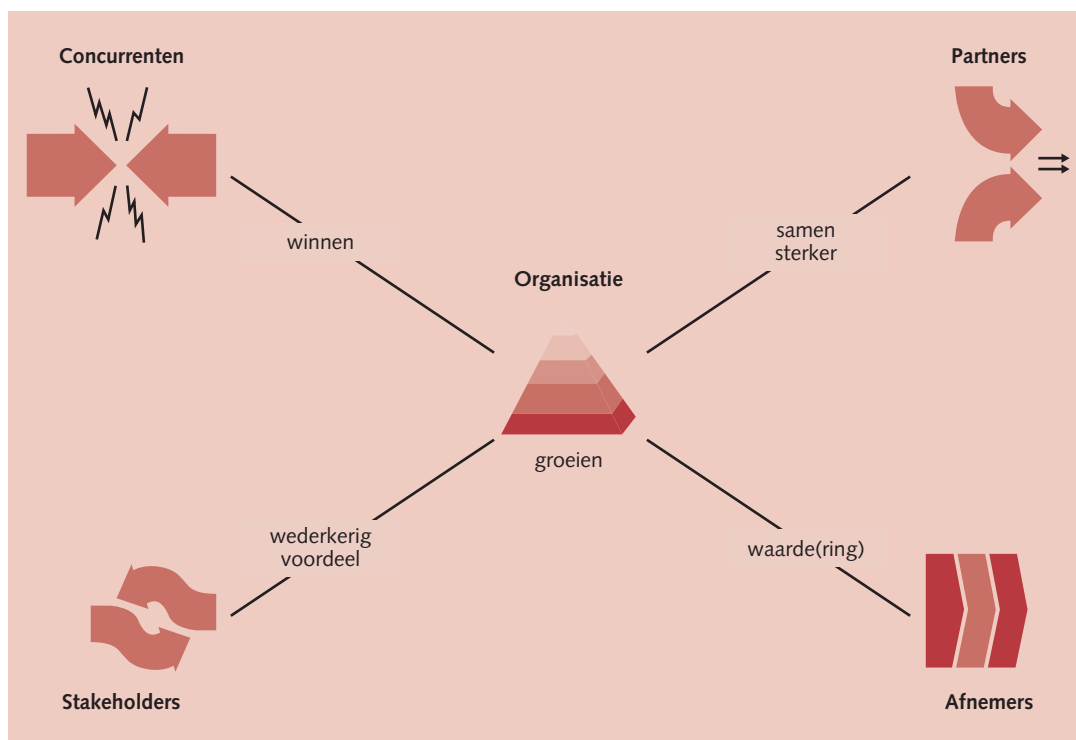 Concurrenten
Partners
winnen
samen
sterker
Organisatie
groeien
wederkerig
voordeel
waarde(ring)
Stakeholders
Afnemers